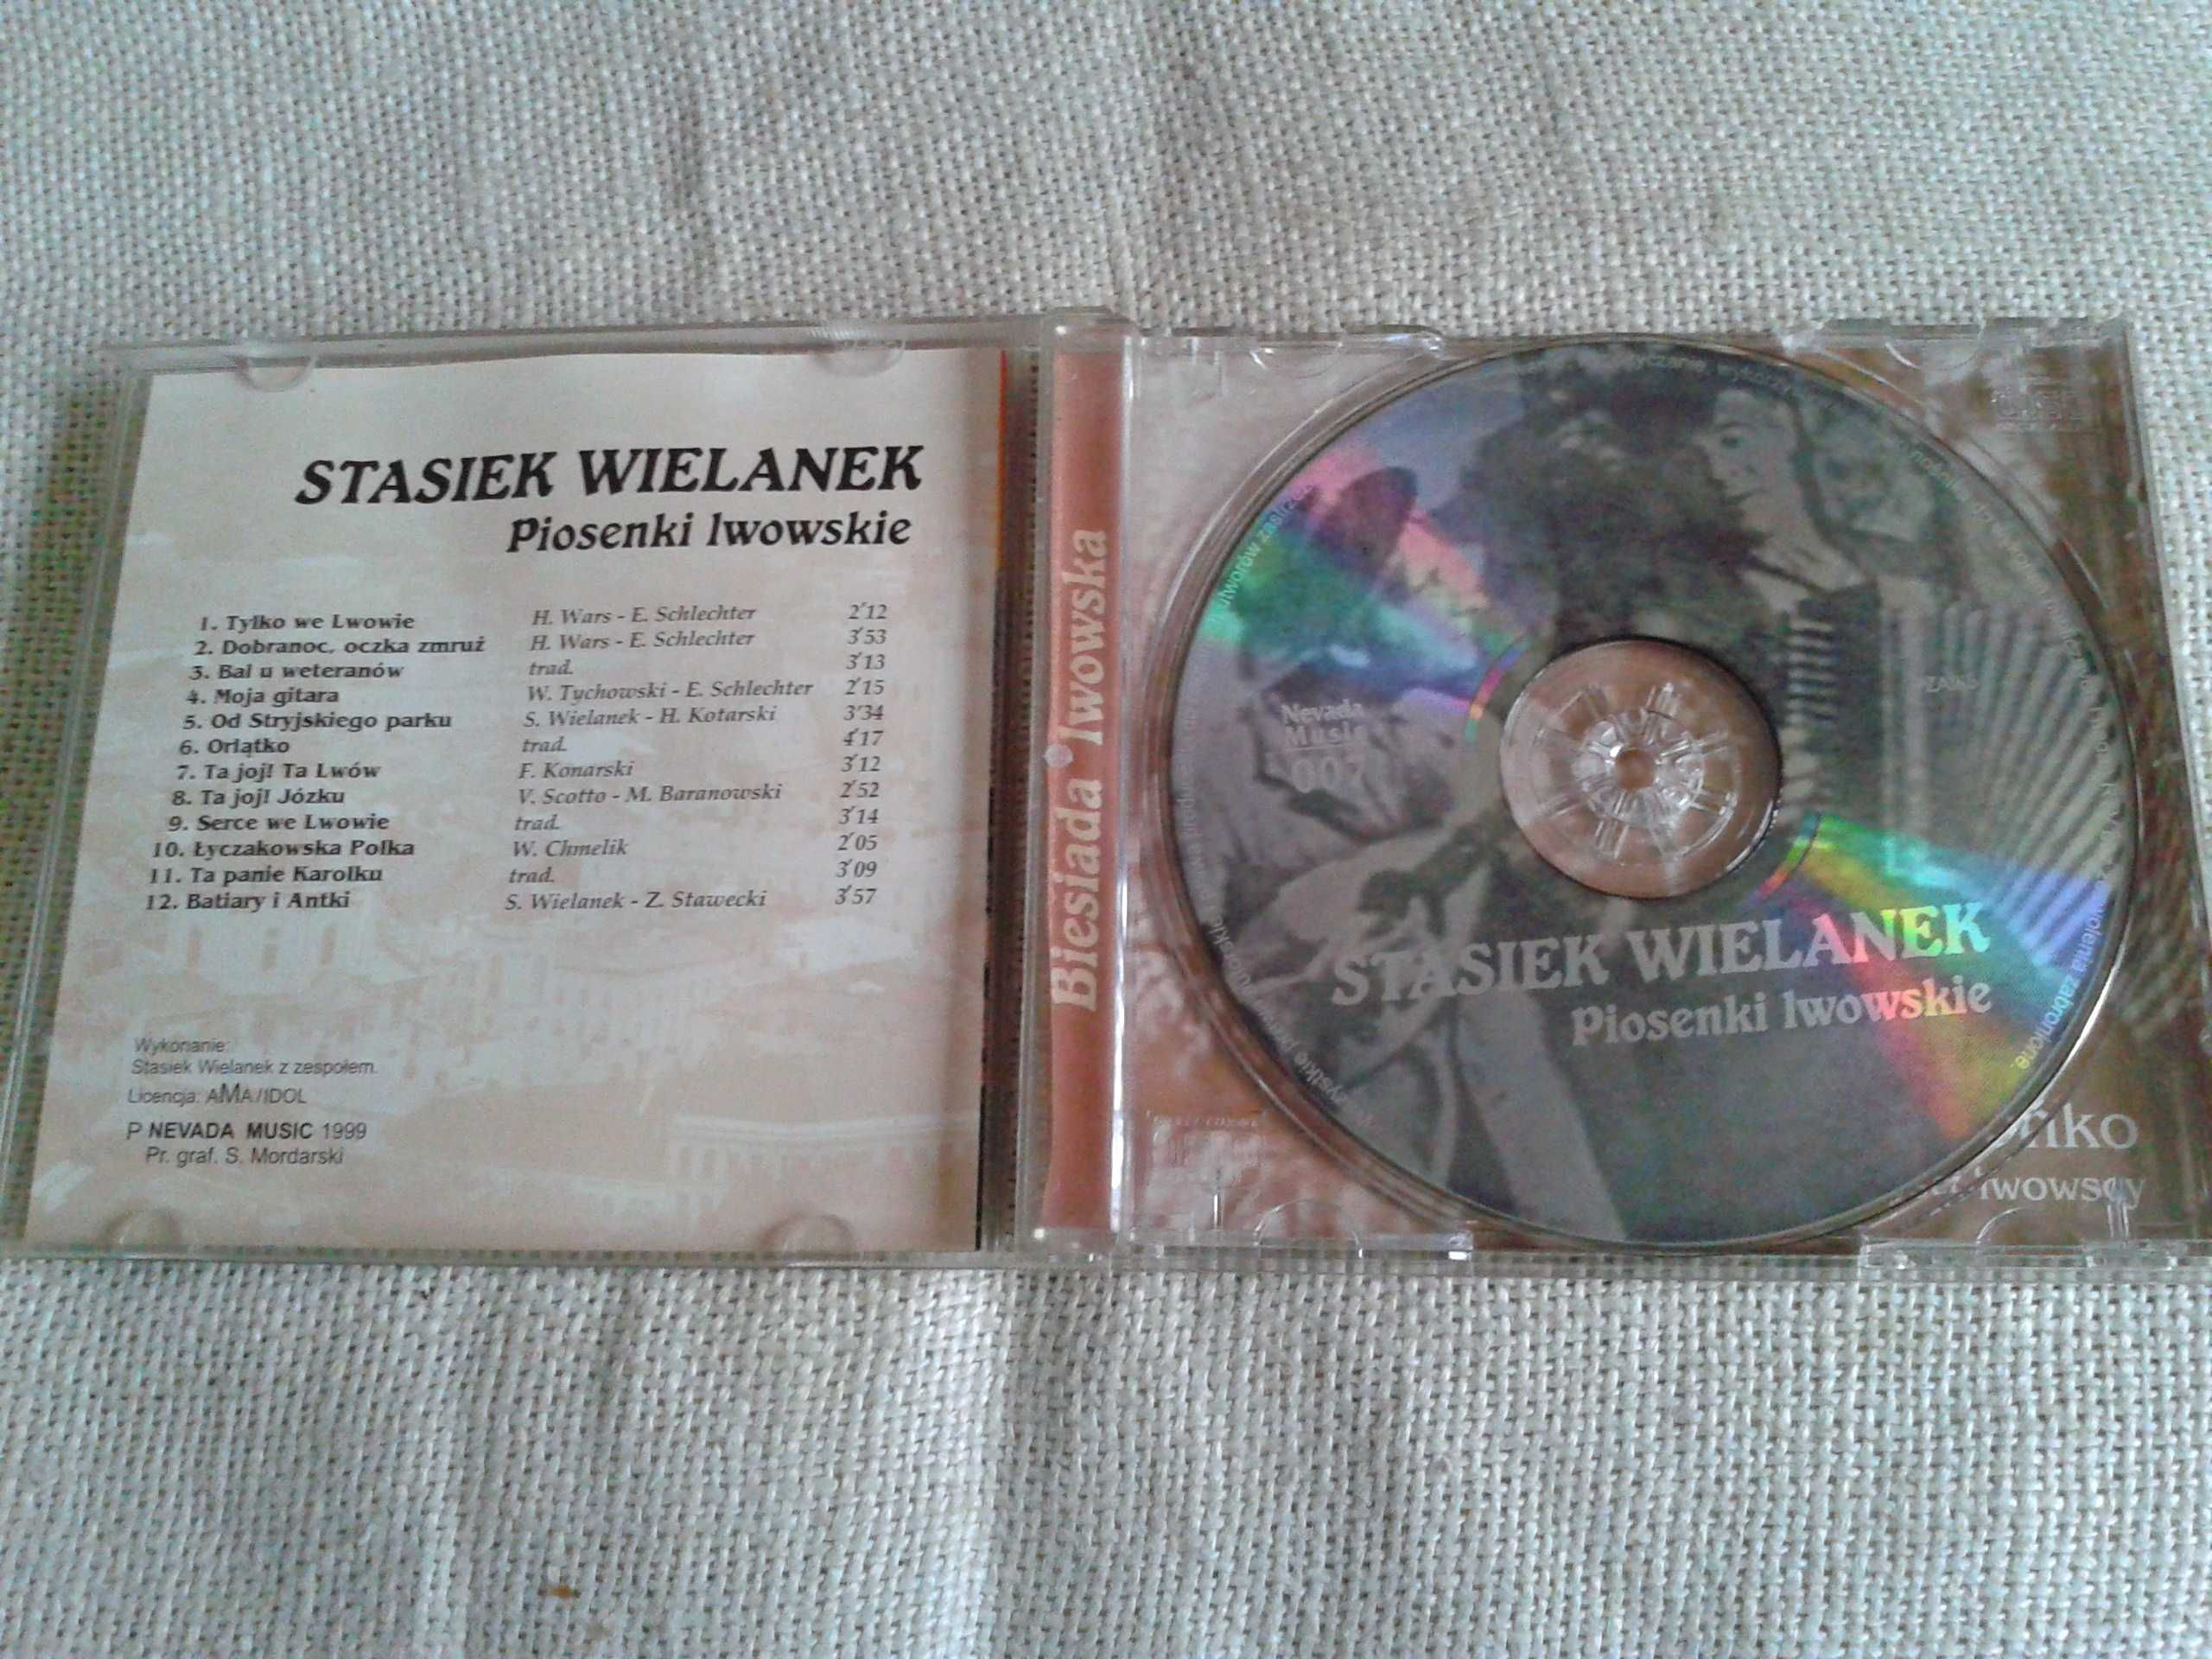 STASIEK WIELANEK
Piosenki lwowskie
1. Tylko we Lwowie H. Wars - E. Schlechter 2'12
2. Dobranoc, oczka zmruż H. Wars - E. Schlechter 3'53
3. Bal u weteranów trad. 3'13
4. Moja gitara W. Tychowski - E. Schlechter 2'15
5. Od Stryjskiego parku S. Wielanek - H. Kotarski 3'34
6. Orlątko trad. 4'17
7. Ta joj! Ta Lwów F. Konarski 3'12
8. Ta joj! Józku V. Scotto - M. Baranowski 2'52
9. Serce we Lwowie trad. 3'14
10. Łyczakowska Polka W. Chmelik 2'05
11. Ta panie Karolku trad. 3'09
12. Batiary i Antki S. Wielanek - Z. Stawecki 3'57
Wykonanie:
Stasiek Wielanek z zespołem.
Licencja: AMA/IDOL
P NEVADA MUSIC 1999
Pr. graf. S. Mordarski
Biesiada lwowska
Nevada
Music
007
STASIEK WIELANEK
Piosenki lwowskie
utworów
zabronione.
lwowscy